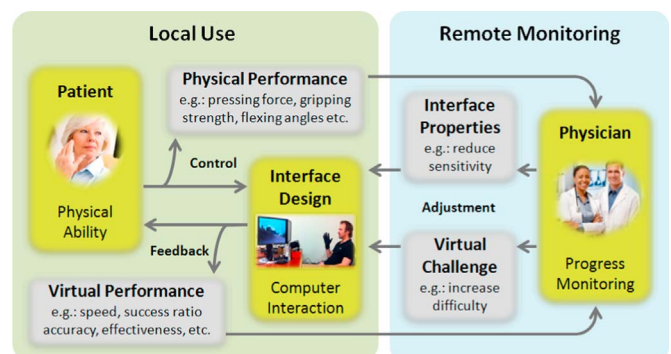 Local Use
Remote Monitoring
Patient
Physical
Ability
Physical Performance
e.g.: pressing force, gripping
strength, flexing angles etc.
Control
Feedback
Interface
Design
Computer
Interaction
Virtual Performance
e.g.: speed, success ratio
accuracy, effectiveness, etc.
Interface
Properties
e.g.: reduce
sensitivity
Adjustment
Virtual
Challenge
e.g.: increase
difficulty
Physician
Progress
Monitoring